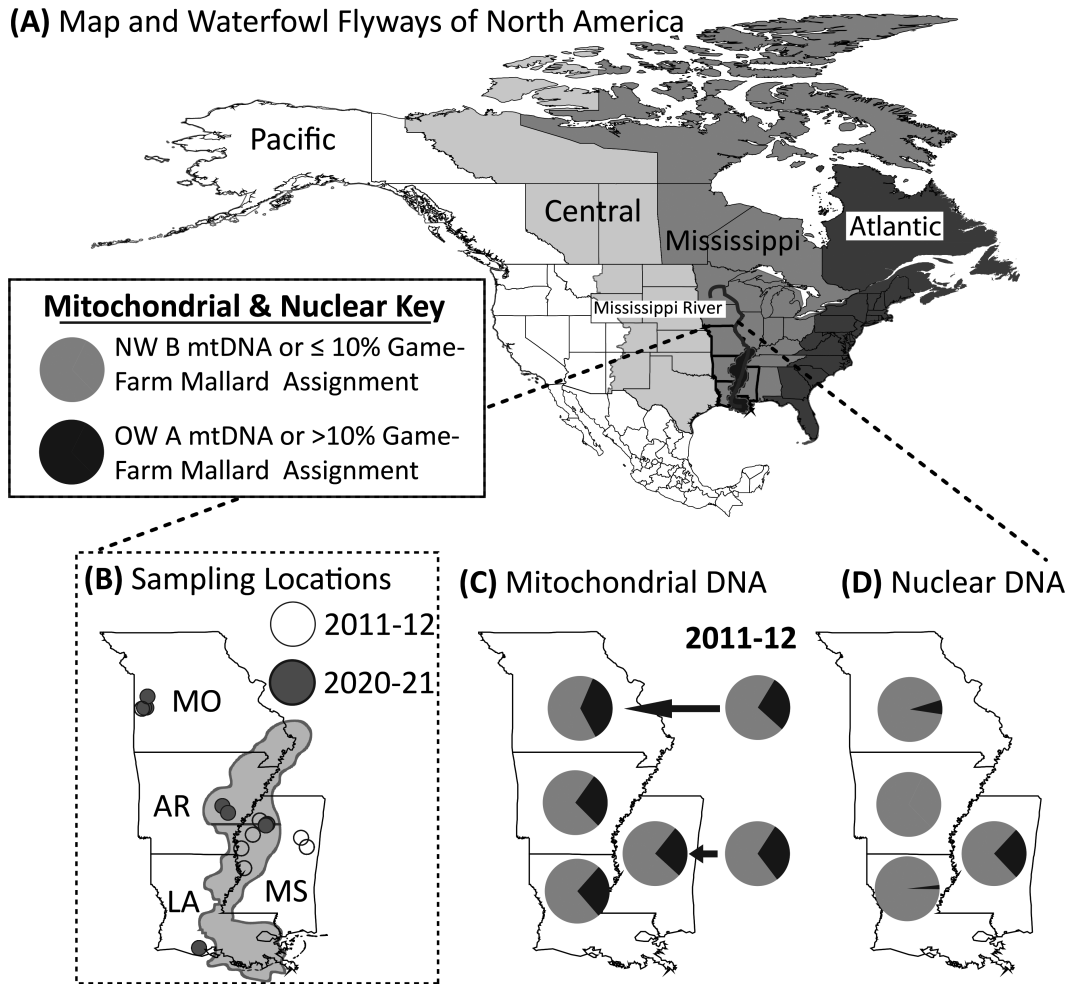 (A) Map and Waterfowl Flyways of North America
Pacific
Central
Mississippi
Atlantic
Mississippi River
Mitochondrial & Nuclear Key
NW B mtDNA or ≤ 10% Game-
Farm Mallard Assignment
OW A mtDNA or >10% Game-
Farm Mallard Assignment
(B) Sampling Locations
2011-12
2020-21
MO
AR
LA
MS
(C) Mitochondrial DNA
2011-12
(D) Nuclear DNA